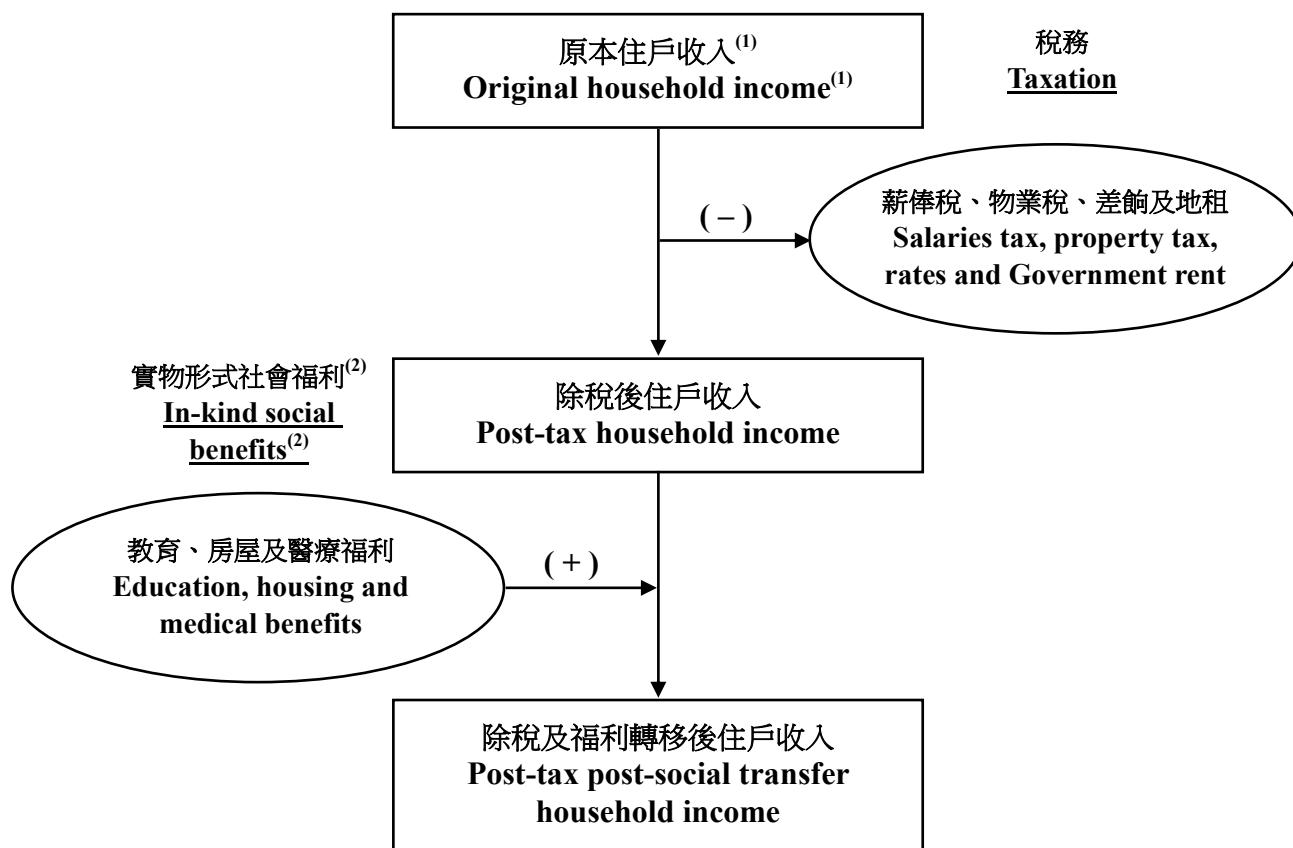 原本住戶收入(1)
Original household income(1)
稅務
Taxation
( – )
薪俸稅、物業稅、差餉及地租
Salaries tax, property tax,
rates and Government rent
實物形式社會福利(2)
In-kind social
benefits(2)
除稅後住戶收入
Post-tax household income
教育、房屋及醫療福利
Education, housing and
medical benefits
( + )
除稅及福利轉移後住戶收入
Post-tax post-social transfer
household income